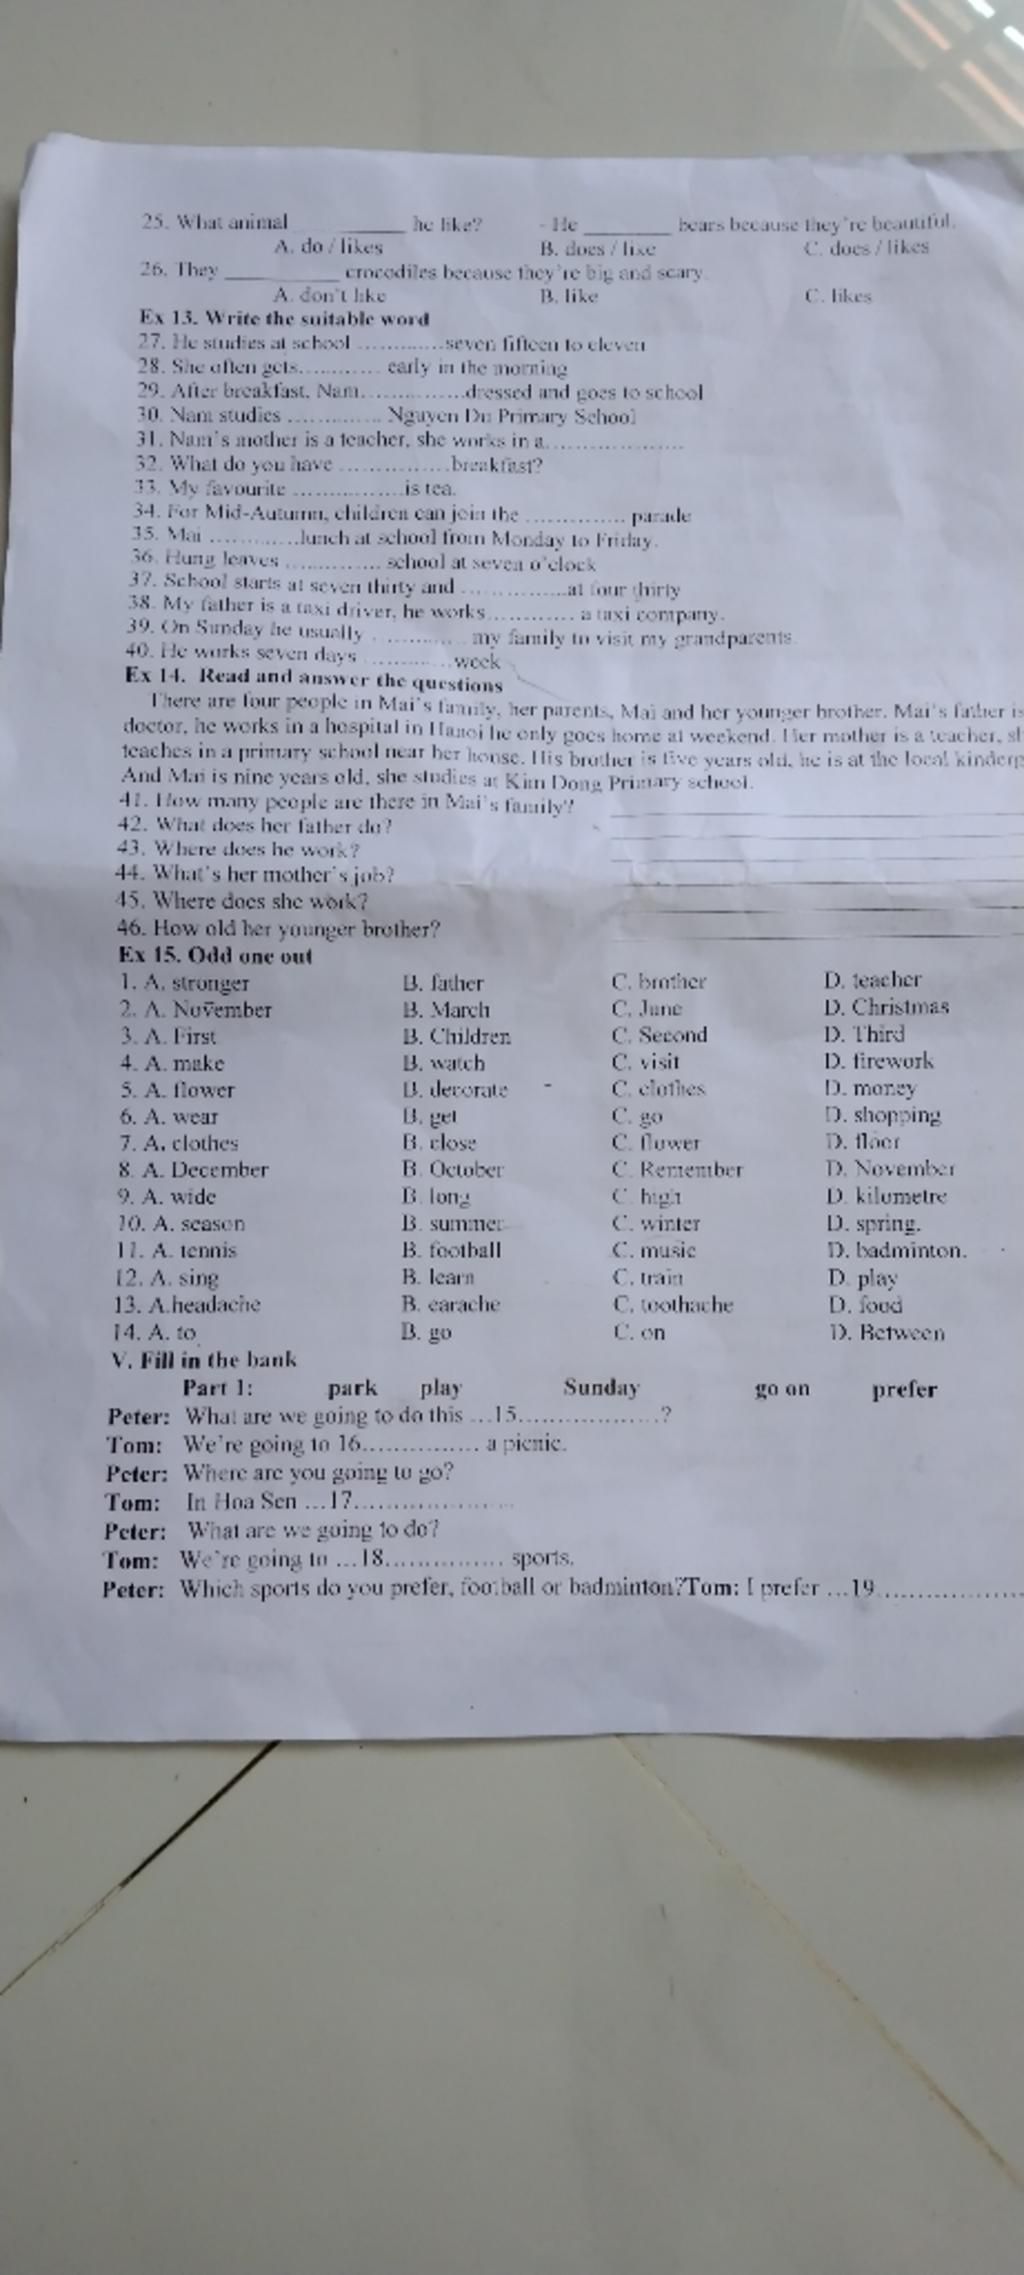 25. What animal ____________ he like? - He _________ bears because they're beautiful.
A. do / likes B. does / like C. does / likes
26. They ____________ crocodiles because they're big and scary.
A. don't like B. like C. likes
Ex 13. Write the suitable word
27. He studies at school ..............seven fifteen to eleven
28. She often gets............. early in the morning
29. After breakfast, Nam.................dressed and goes to school
30. Nam studies ............... Nguyen Du Primary School
31. Nam's mother is a teacher, she works in a......................
32. What do you have ..................breakfast?
33. My favourite ..................is tea.
34. For Mid-Autumn, children can join the ................ parade
35. Mai ..............lunch at school from Monday to Friday.
36. Hung leaves ............... school at seven o'clock
37. School starts at seven thirty and .................at four thirty
38. My father is a taxi driver, he works.............. a taxi company.
39. On Sunday he usually ............... my family to visit my grandparents.
40. He works seven days ..............week
Ex 14. Read and answer the questions
There are four people in Mai's family, her parents, Mai and her younger brother. Mai's father is
doctor, he works in a hospital in Hanoi he only goes home at weekend. Her mother is a teacher, sh
teaches in a primary school near her house. His brother is five years old, he is at the local kinderg
And Mai is nine years old, she studies at Kim Dong Primary school.
41. How many people are there in Mai's family?
42. What does her father do?
43. Where does he work?
44. What's her mother's job?
45. Where does she work?
46. How old her younger brother?
Ex 15. Odd one out
1. A. stronger B. father C. brother D. teacher
2. A. November B. March C. June D. Christmas
3. A. First B. Children C. Second D. Third
4. A. make B. watch C. visit D. firework
5. A. flower B. decorate C. clothes D. money
6. A. wear B. get C. go D. shopping
7. A. clothes B. close C. flower D. floor
8. A. December B. October C. Remember D. November
9. A. wide B. long C. high D. kilometre
10. A. season B. summer C. winter D. spring.
11. A. tennis B. football C. music D. badminton.
12. A. sing B. learn C. train D. play
13. A.headache B. earache C. toothache D. food
14. A. to B. go C. on D. Between
V. Fill in the bank
Part 1: park play Sunday go on prefer
Peter: What are we going to do this ...15.....................?
Tom: We're going to 16................. a picnic.
Peter: Where are you going to go?
Tom: In Hoa Sen ...17.......................
Peter: What are we going to do?
Tom: We're going to ...18................. sports.
Peter: Which sports do you prefer, football or badminton?Tom: I prefer ...19.....................